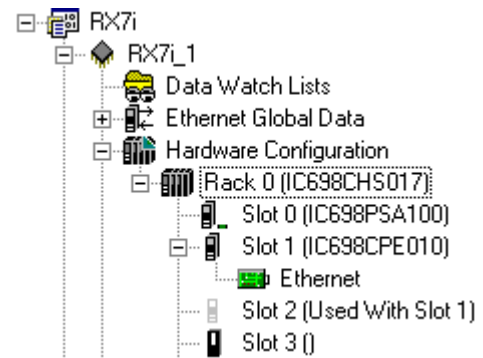 RX7i
RX7i_1
Data Watch Lists
Ethernet Global Data
Hardware Configuration
Rack 0 (IC698CHS017)
Slot 0 (IC698PSA100)
Slot 1 (IC698CPE010)
Ethernet
Slot 2 (Used With Slot 1)
Slot 3 ()